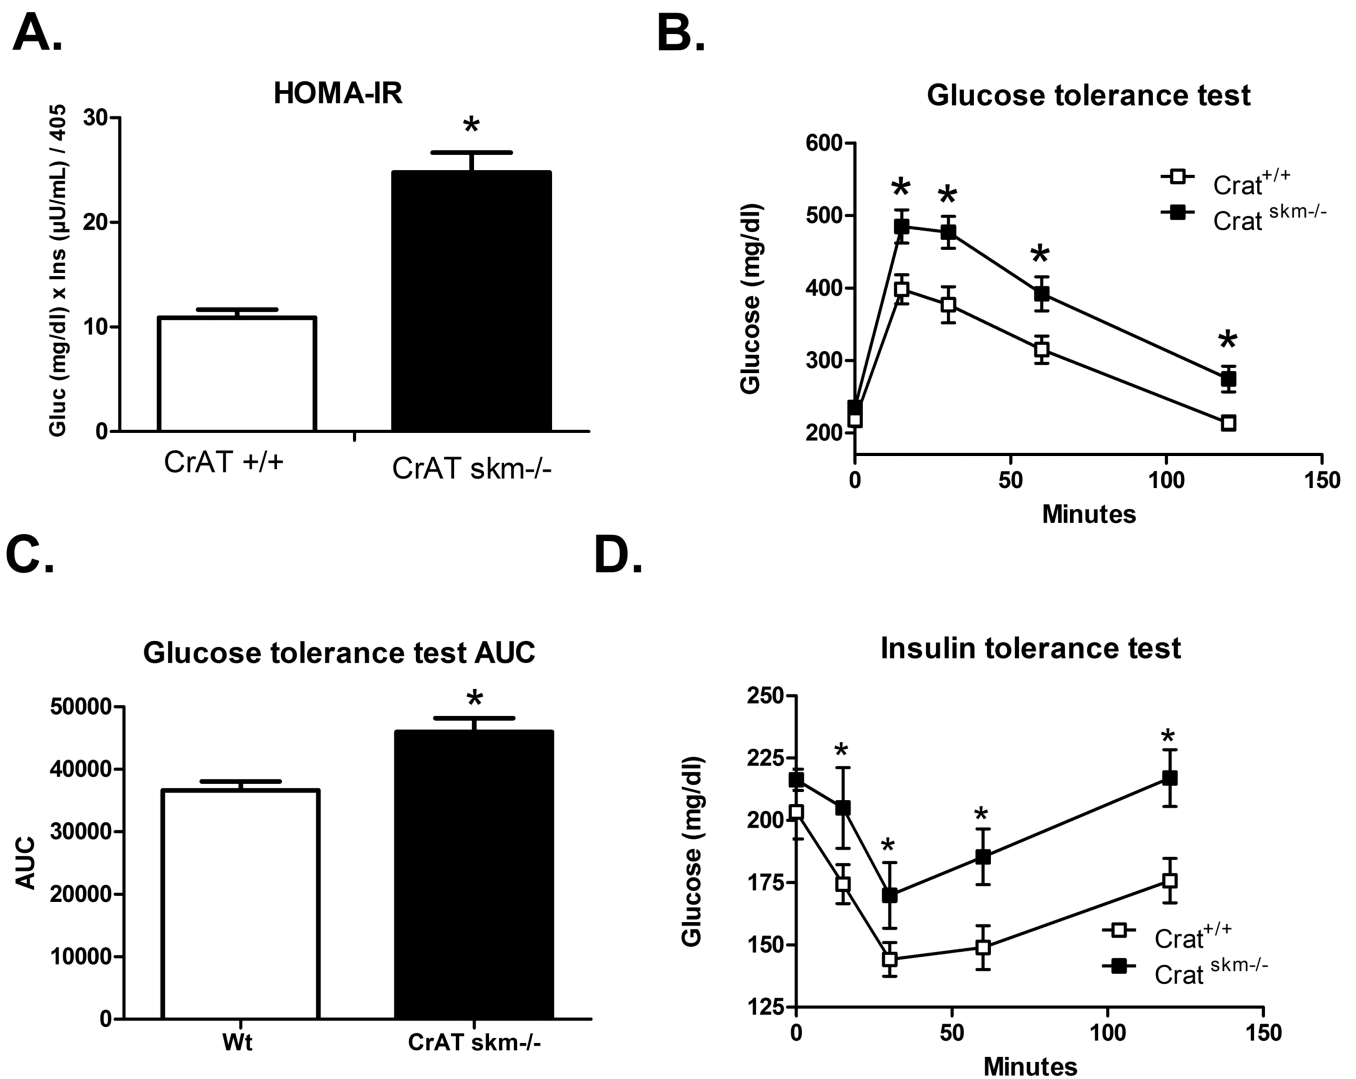 A.
HOMA-IR
Gluc (mg/dl) x Ins (µU/mL) / 405
30
20
10
0
*
CrAT +/+
CrAT skm-/-
B.
Glucose tolerance test
Glucose (mg/dl)
600
500
400
300
200
* * * *
Crat+/+
Crat skm-/-
0 50 100 150
Minutes
C.
Glucose tolerance test AUC
AUC
50000
40000
30000
20000
10000
0
*
Wt
CrAT skm-/-
D.
Insulin tolerance test
Glucose (mg/dl)
250
225
200
175
150
125
* * * *
Crat+/+
Crat skm-/-
0 50 100 150
Minutes